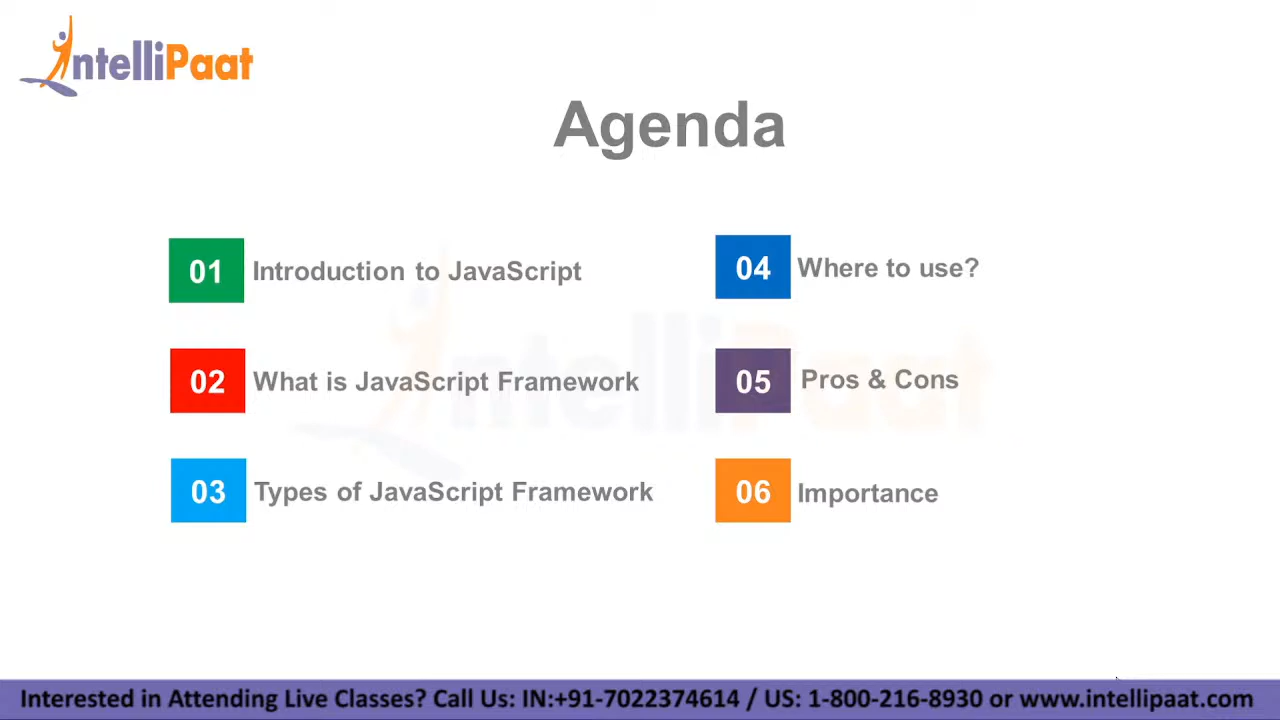 IntelliPaat
Agenda
01 Introduction to JavaScript
02 What is JavaScript Framework
03 Types of JavaScript Framework
04 Where to use?
05 Pros & Cons
06 Importance
IntelliPaat
Interested in Attending Live Classes? Call Us: IN:+91-7022374614 / US: 1-800-216-8930 or www.intellipaat.com